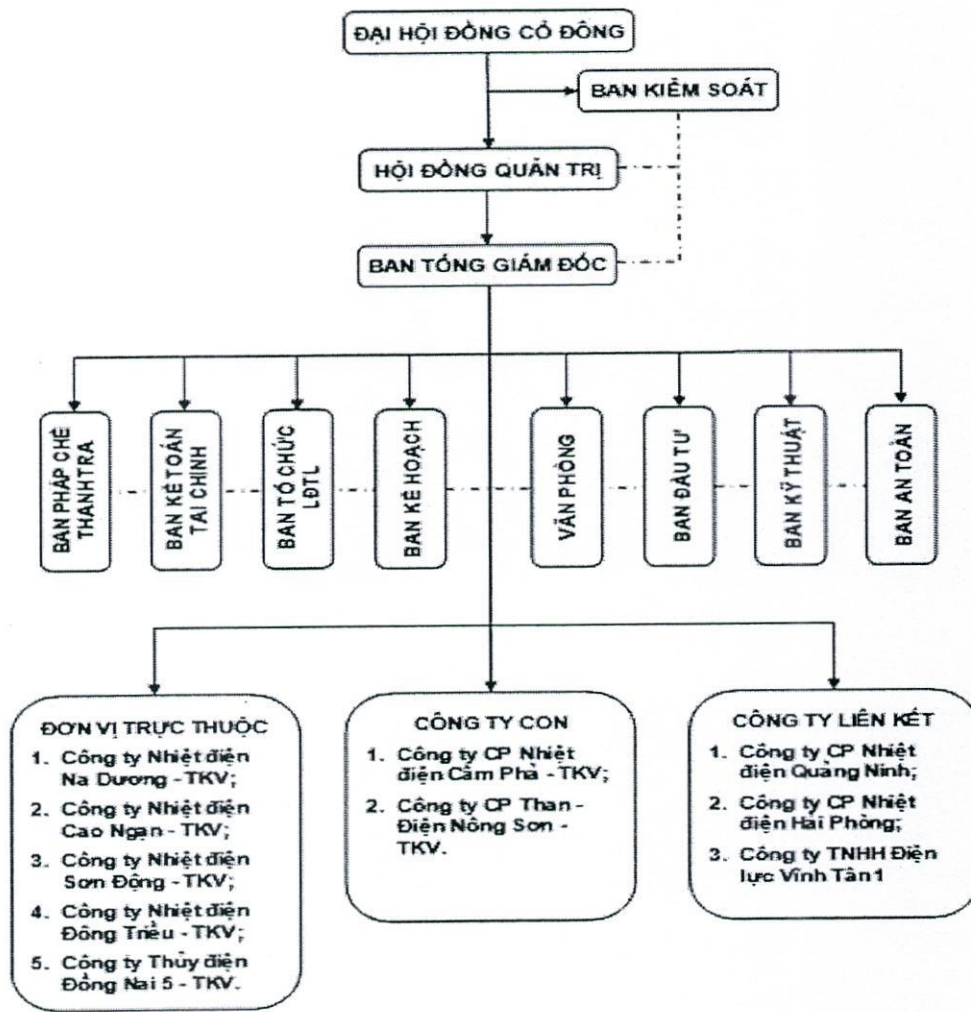 ĐẠI HỘI ĐỒNG CỔ ĐÔNG
BAN KIỂM SOÁT
HỘI ĐỒNG QUẢN TRỊ
BAN TỔNG GIÁM ĐỐC
BAN PHÁP CHẾ
THANH TRA
BAN KẾ TOÁN
TÀI CHÍNH
BAN TỔ CHỨC
LĐTL
BAN KẾ HOẠCH
VĂN PHÒNG
BAN ĐẦU TƯ
BAN KỸ THUẬT
BAN AN TOÀN
ĐƠN VỊ TRỰC THUỘC
1. Công ty Nhiệt điện
Na Dương - TKV;
2. Công ty Nhiệt điện
Cao Ngạn - TKV;
3. Công ty Nhiệt điện
Sơn Động - TKV;
4. Công ty Nhiệt điện
Đông Triều - TKV;
5. Công ty Thủy điện
Đồng Nai 5 - TKV.
CÔNG TY CON
1. Công ty CP Nhiệt
điện Cẩm Phả - TKV;
2. Công ty CP Than -
Điện Nông Sơn -
TKV.
CÔNG TY LIÊN KẾT
1. Công ty CP Nhiệt
điện Quảng Ninh;
2. Công ty CP Nhiệt
điện Hải Phòng;
3. Công ty TNHH Điện
lực Vĩnh Tân 1